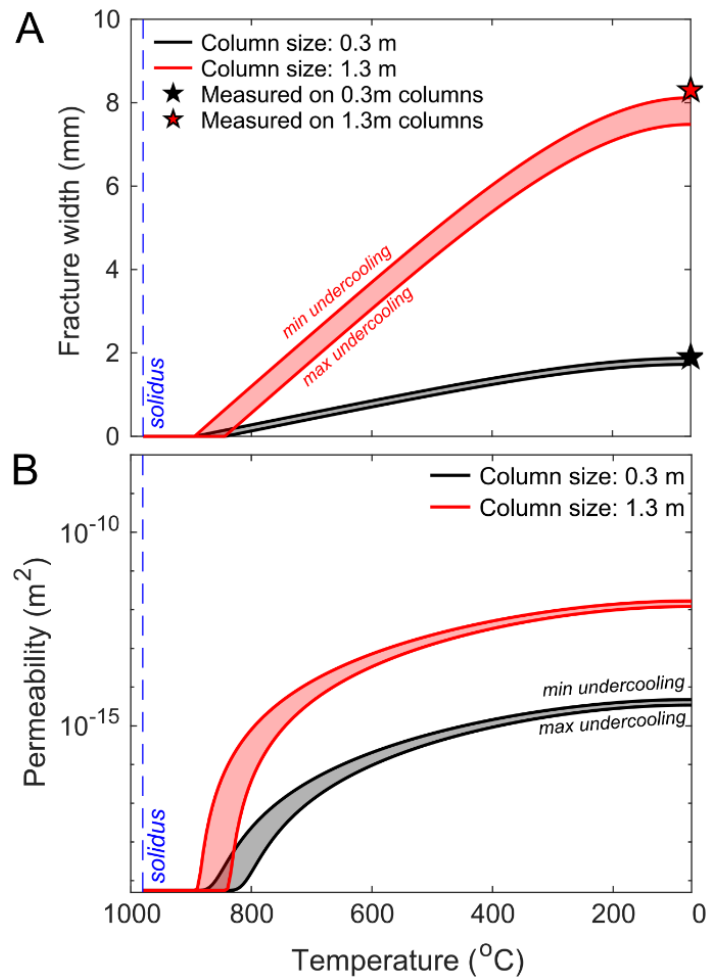 A
10
8
6
4
2
0
Fracture width (mm)
Column size: 0.3 m
Column size: 1.3 m
Measured on 0.3m columns
Measured on 1.3m columns
min undercooling
max undercooling
solidus
B
10^-10
10^-15
Permeability (m^2)
Column size: 0.3 m
Column size: 1.3 m
min undercooling
max undercooling
solidus
1000 800 600 400 200 0
Temperature (°C)